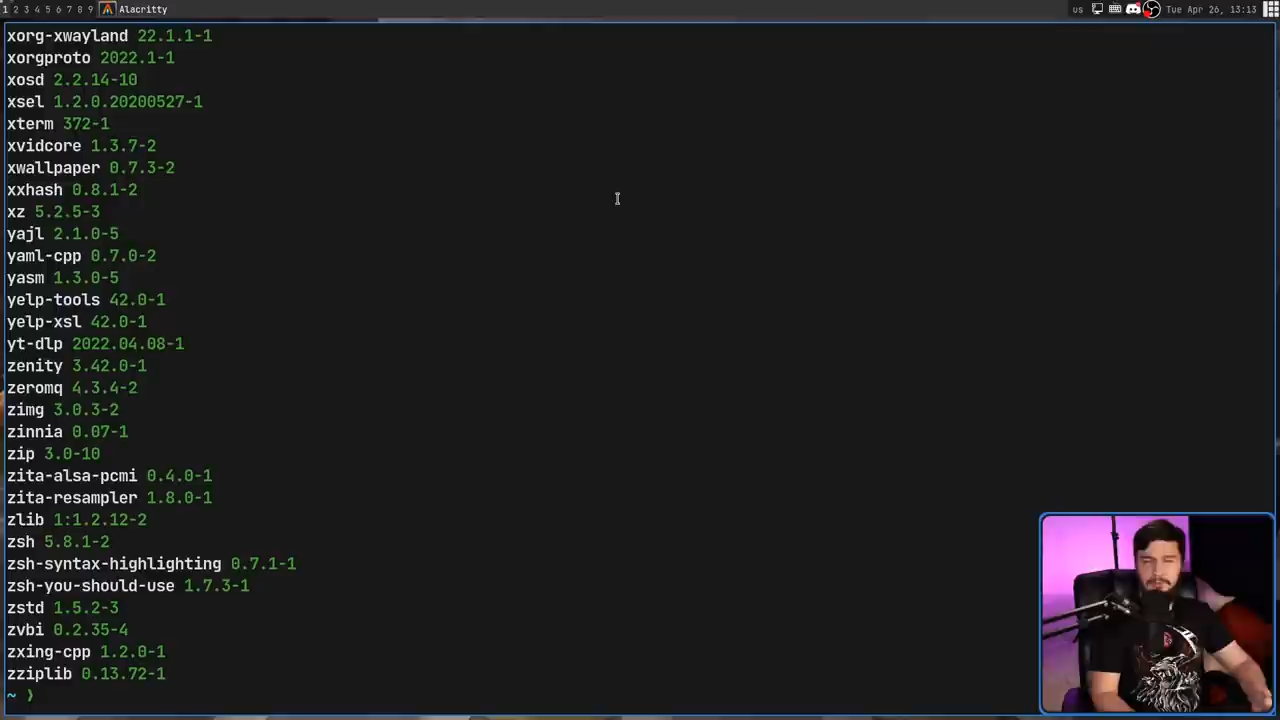 1 2 3 4 5 6 7 8 9 Alacritty us Tue Apr 26, 13:13
xorg-xwayland 22.1.1-1
xorgproto 2022.1-1
xosd 2.2.14-10
xsel 1.2.0.20200527-1
xterm 372-1
xvidcore 1.3.7-2
xwallpaper 0.7.3-2
xxhash 0.8.1-2
xz 5.2.5-3
yajl 2.1.0-5
yaml-cpp 0.7.0-2
yasm 1.3.0-5
yelp-tools 42.0-1
yelp-xsl 42.0-1
yt-dlp 2022.04.08-1
zenity 3.42.0-1
zeromq 4.3.4-2
zimg 3.0.3-2
zinnia 0.07-1
zip 3.0-10
zita-alsa-pcmi 0.4.0-1
zita-resampler 1.8.0-1
zlib 1:1.2.12-2
zsh 5.8.1-2
zsh-syntax-highlighting 0.7.1-1
zsh-you-should-use 1.7.3-1
zstd 1.5.2-3
zvbi 0.2.35-4
zxing-cpp 1.2.0-1
zziplib 0.13.72-1
~ ❯